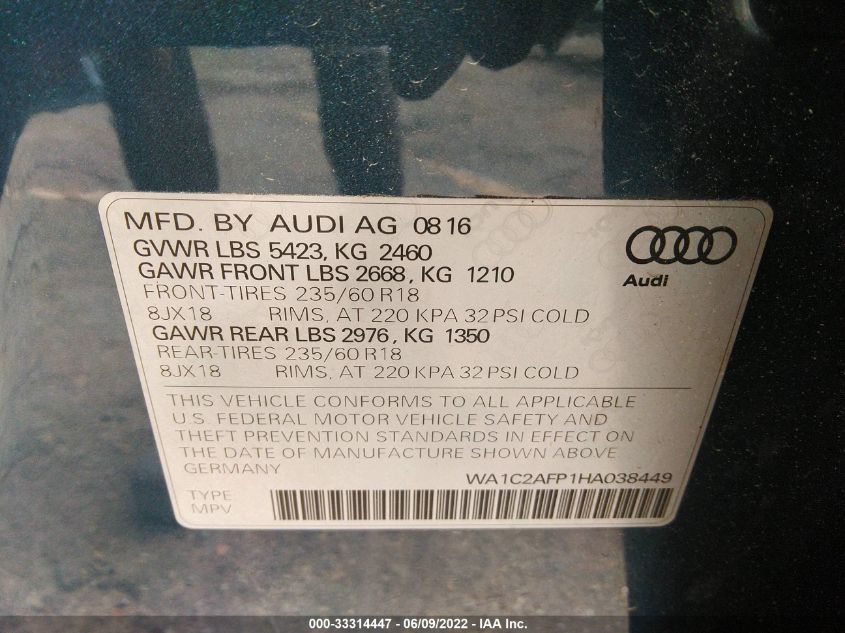 MFD. BY AUDI AG 08 16
GVWR LBS 5423, KG 2460
GAWR FRONT LBS 2668, KG 1210
FRONT-TIRES 235/60 R18
8JX18 RIMS, AT 220 KPA 32 PSI COLD
GAWR REAR LBS 2976, KG 1350
REAR-TIRES 235/60 R18
8JX18 RIMS, AT 220 KPA 32 PSI COLD
Audi
THIS VEHICLE CONFORMS TO ALL APPLICABLE
U.S. FEDERAL MOTOR VEHICLE SAFETY AND
THEFT PREVENTION STANDARDS IN EFFECT ON
THE DATE OF MANUFACTURE SHOWN ABOVE
GERMANY
WA1C2AFP1HA038449
TYPE
MPV
000-33314447 - 06/09/2022 - IAA Inc.